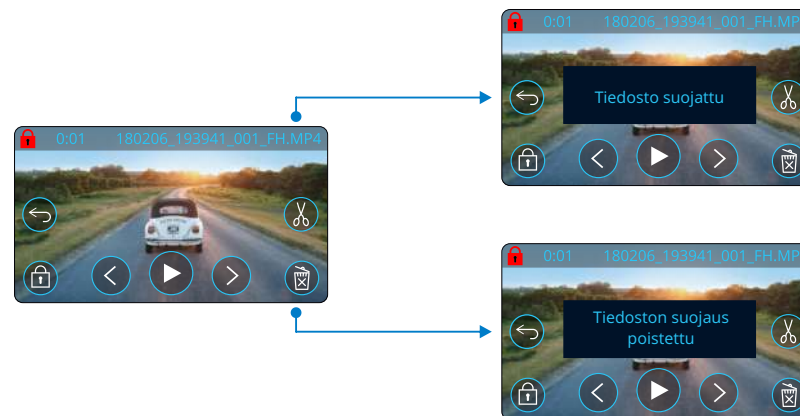 0:01 180206_193941_001_FH.MP4
0:01 180206_193941_001_FH.MP
Tiedosto suojattu
0:01 180206_193941_001_FH.MP
Tiedoston suojaus
poistettu